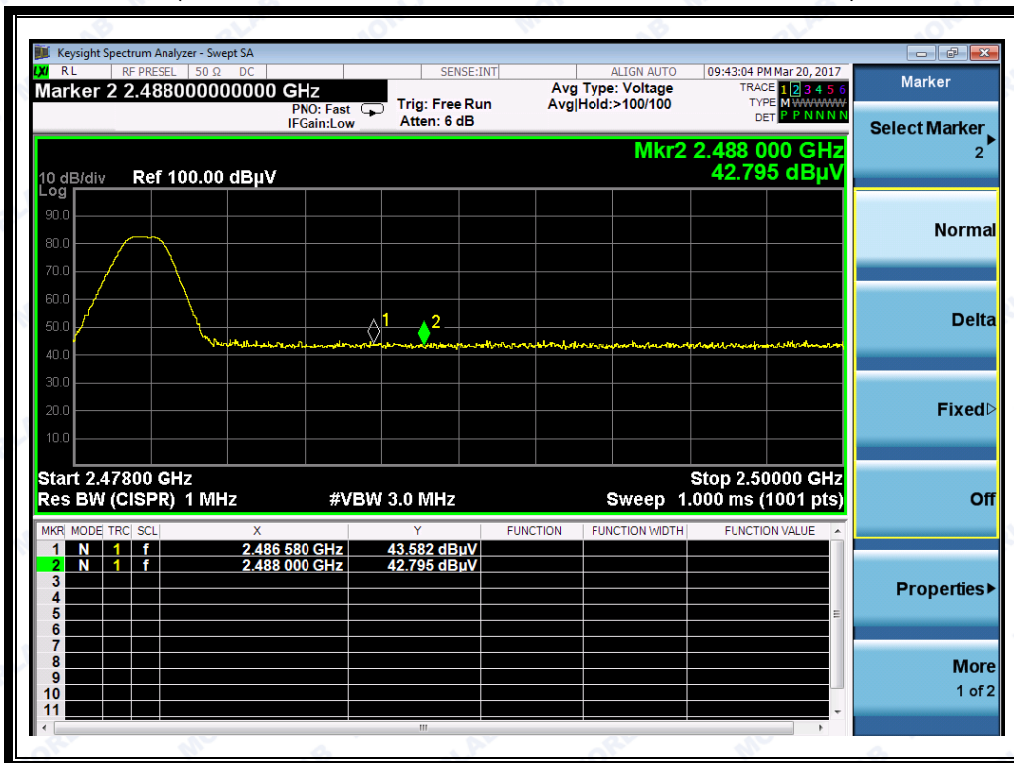 Keysight Spectrum Analyzer - Swept SA
LXI RL RF PRESEL 50 Ω DC SENSE:INT ALIGN AUTO 09:43:04 PM Mar 20, 2017
Marker 2 2.488000000000 GHz
PNO: Fast
IFGain:Low
Trig: Free Run
Atten: 6 dB
Avg Type: Voltage
Avg|Hold:>100/100
TRACE 1 2 3 4 5 6
TYPE M W W W W W
DET P P N N N N
Mkr2 2.488 000 GHz
42.795 dBµV
10 dB/div Ref 100.00 dBµV
Log
90.0
80.0
70.0
60.0
50.0
40.0
30.0
20.0
10.0
1
2
Start 2.47800 GHz Stop 2.50000 GHz
Res BW (CISPR) 1 MHz #VBW 3.0 MHz Sweep 1.000 ms (1001 pts)
MKR MODE TRC SCL X Y FUNCTION FUNCTION WIDTH FUNCTION VALUE
1 N 1 f 2.486 580 GHz 43.582 dBµV
2 N 1 f 2.488 000 GHz 42.795 dBµV
3
4
5
6
7
8
9
10
11
Marker
Select Marker
2
Normal
Delta
Fixed
Off
Properties
More
1 of 2